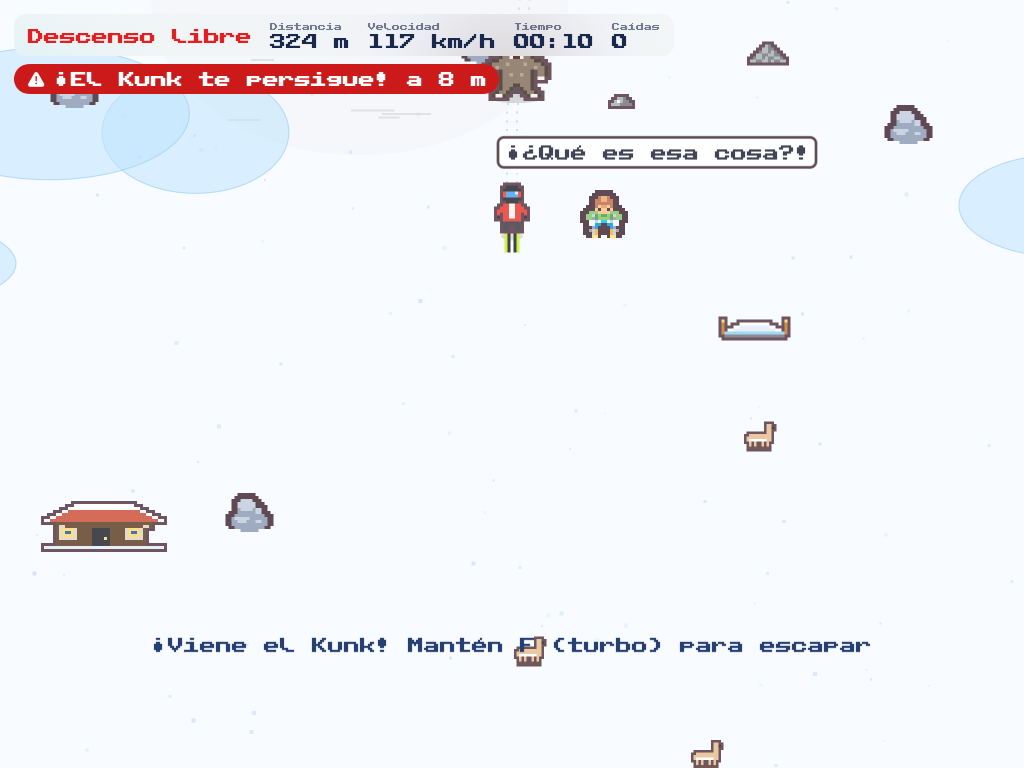 Descenso Libre
Distancia
324 m
Velocidad
117 km/h
Tiempo
00:10
Caídas
0
¡El Kunk te persigue! a 8 m
¡¿Qué es esa cosa?!
¡Viene el Kunk! Mantén F (turbo) para escapar